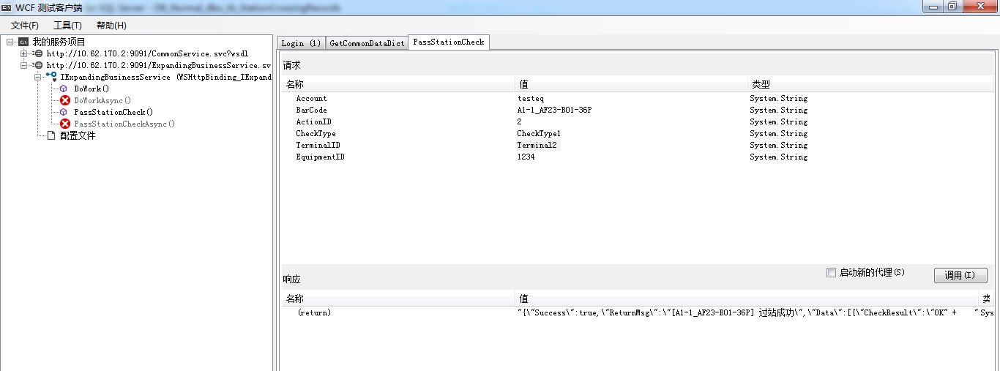 WCF 测试客户端 for SQL Server - DB_Normal_dbo_tb_StationCrossingRecords
文件(F) 工具(T) 帮助(H)
我的服务项目
http://10.62.170.2:9091/CommonService.svc?wsdl
http://10.62.170.2:9091/ExpandingBusinessService.sv
IExpandingBusinessService (WSHttpBinding_IExpand
DoWork()
DoWorkAsync()
PassStationCheck()
PassStationCheckAsync()
配置文件
Login (1) GetCommonDataDict PassStationCheck
请求
名称 值 类型
Account testeq System.String
BarCode A1-1_AF23-B01-36P System.String
ActionID 2 System.String
CheckType CheckType1 System.String
TerminalID Terminal2 System.String
EquipmentID 1234 System.String
启动新的代理(S) 调用(I)
响应
名称 值 类
(return) "{\"Success\":true,\"ReturnMsg\":\"[A1-1_AF23-B01-36P] 过站成功\",\"Data\":[{\"CheckResult\":\"OK" + " Sys